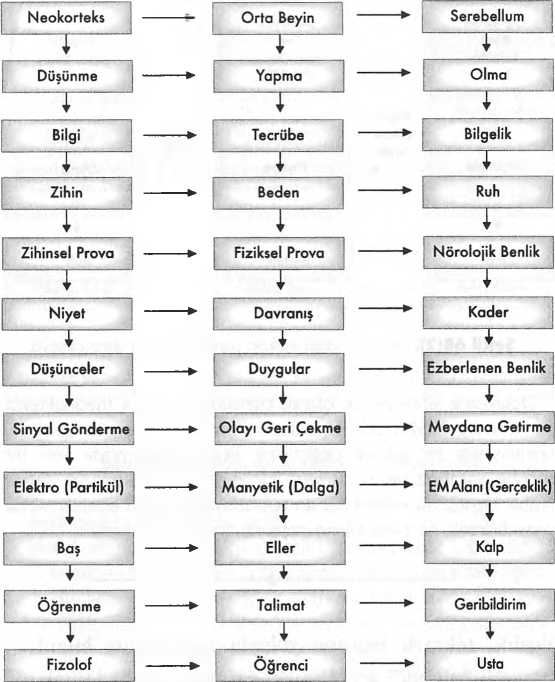 Neokorteks Orta Beyin Serebellum
Düşünme Yapma Olma
Bilgi Tecrübe Bilgelik
Zihin Beden Ruh
Zihinsel Prova Fiziksel Prova Nörolojik Benlik
Niyet Davranış Kader
Düşünceler Duygular Ezberlenen Benlik
Sinyal Gönderme Olayı Geri Çekme Meydana Getirme
Elektro (Partikül) Manyetik (Dalga) EMAlanı (Gerçeklik)
Baş Eller Kalp
Öğrenme Talimat Geribildirim
Fizolof Öğrenci Usta